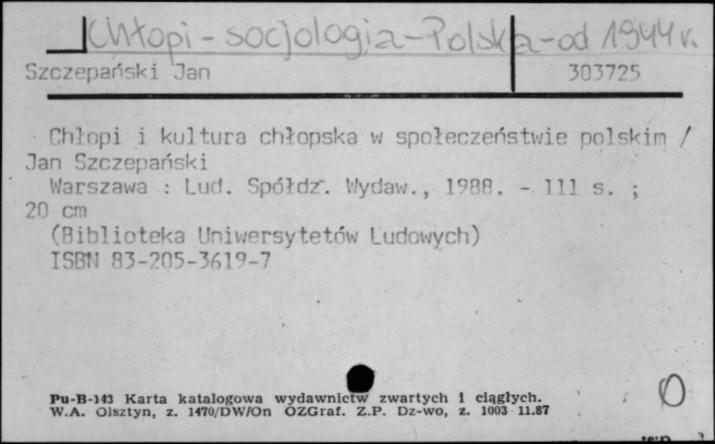 Chłopi - socjologia - Polska - od 1944 r.
Szczepański Jan 303725
Chłopi i kultura chłopska w społeczeństwie polskim /
Jan Szczepański
Warszawa : Lud. Spółdz. Wydaw., 1988. - 111 s. ;
20 cm
(Biblioteka Uniwersytetów Ludowych)
ISBN 83-205-3619-7
Pu-B-143 Karta katalogowa wydawnictw zwartych i ciągłych.
W.A. Olsztyn, z. 1470/DW/On OZGraf. Z.P. Dz-wo, z. 1003 11.87